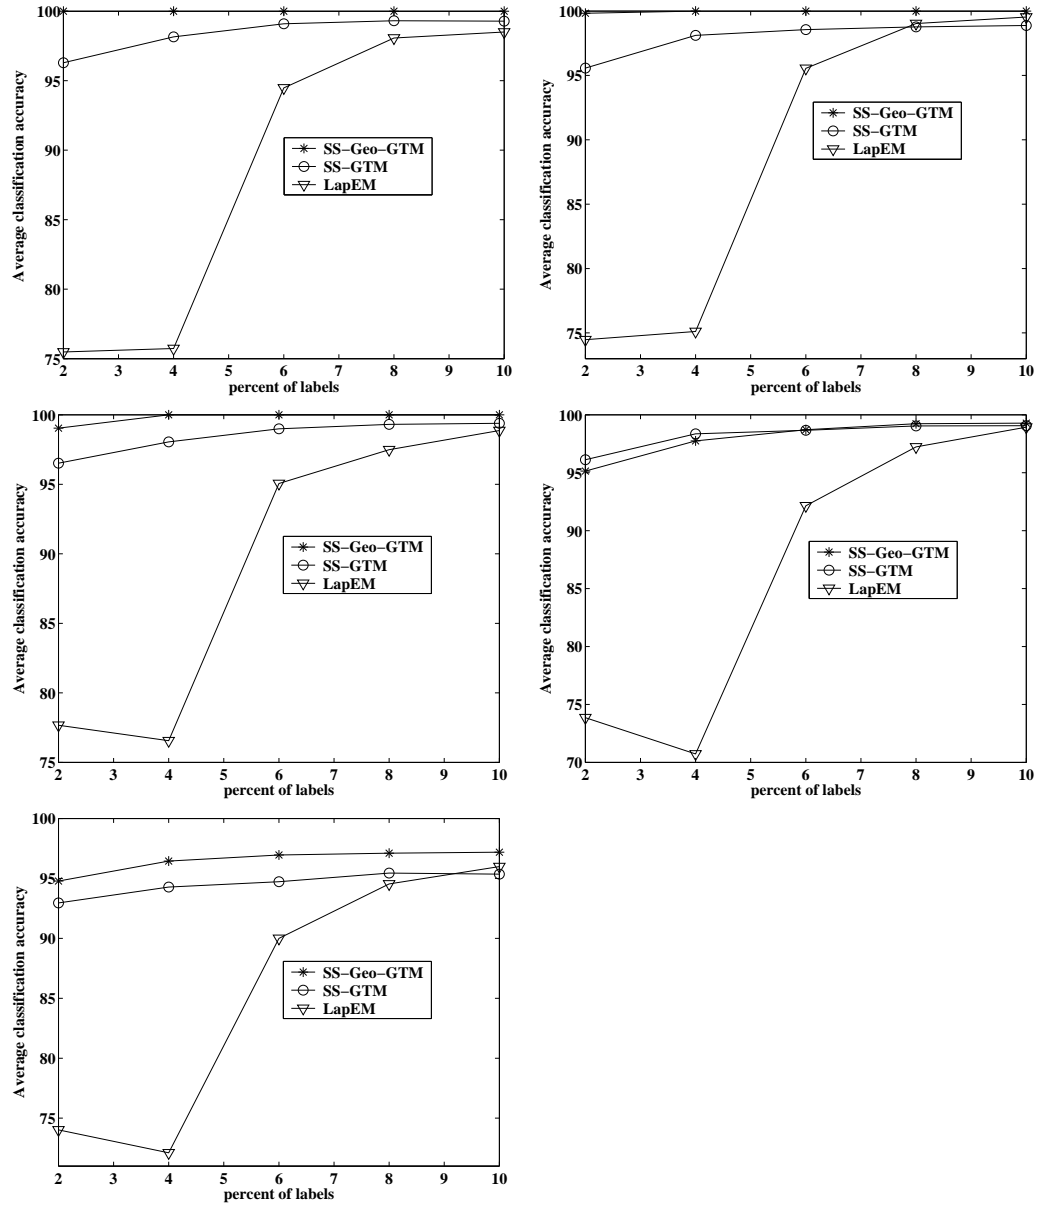 100
95
90
85
80
75
2 3 4 5 6 7 8 9 10
percent of labels
Average classification accuracy
SS-Geo-GTM
SS-GTM
LapEM
100
95
90
85
80
75
2 3 4 5 6 7 8 9 10
percent of labels
Average classification accuracy
SS-Geo-GTM
SS-GTM
LapEM
100
95
90
85
80
75
2 3 4 5 6 7 8 9 10
percent of labels
Average classification accuracy
SS-Geo-GTM
SS-GTM
LapEM
100
95
90
85
80
75
70
2 3 4 5 6 7 8 9 10
percent of labels
Average classification accuracy
SS-Geo-GTM
SS-GTM
LapEM
100
95
90
85
80
75
2 3 4 5 6 7 8 9 10
percent of labels
Average classification accuracy
SS-Geo-GTM
SS-GTM
LapEM